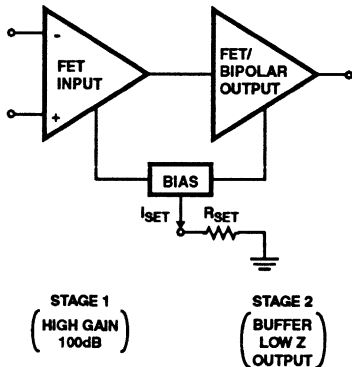 -
+
FET
INPUT
FET/
BIPOLAR
OUTPUT
BIAS
ISET
RSET
STAGE 1
HIGH GAIN
100dB
STAGE 2
BUFFER
LOW Z
OUTPUT